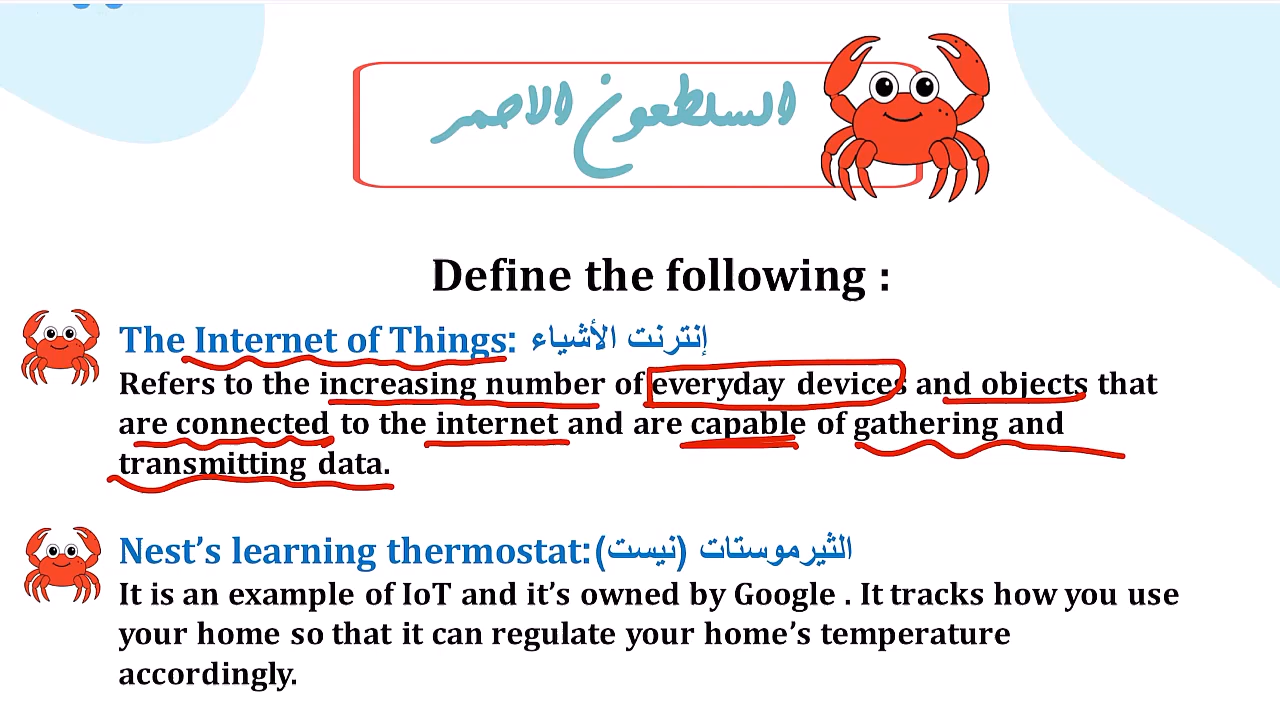 السلطعون الاحمر
Define the following :
The Internet of Things: إنترنت الأشياء
Refers to the increasing number of everyday devices and objects that
are connected to the internet and are capable of gathering and
transmitting data.
Nest’s learning thermostat:(نيست) الثيرموستات
It is an example of IoT and it’s owned by Google . It tracks how you use
your home so that it can regulate your home’s temperature
accordingly.